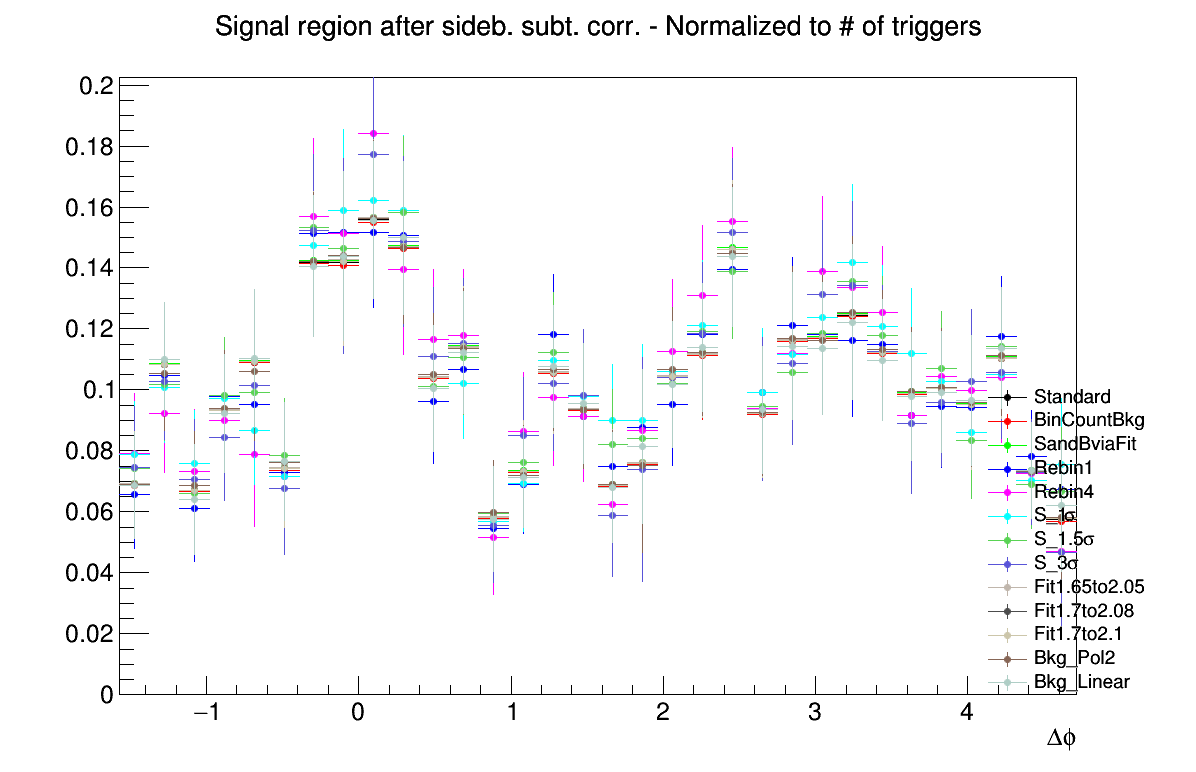 Signal region after sideb. subt. corr. - Normalized to # of triggers
0.2
0.18
0.16
0.14
0.12
0.1
0.08
0.06
0.04
0.02
0
Standard
BinCountBkg
SandBviaFit
Rebin1
Rebin4
S_1σ
S_1.5σ
S_3σ
Fit1.65to2.05
Fit1.7to2.08
Fit1.7to2.1
Bkg_Pol2
Bkg_Linear
−1 0 1 2 3 4
Δϕ